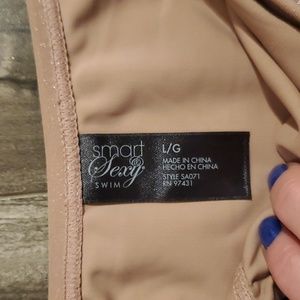 smart
& Sexy
SWIM
L/G
MADE IN CHINA
HECHO EN CHINA
STYLE SA071
RN 97431